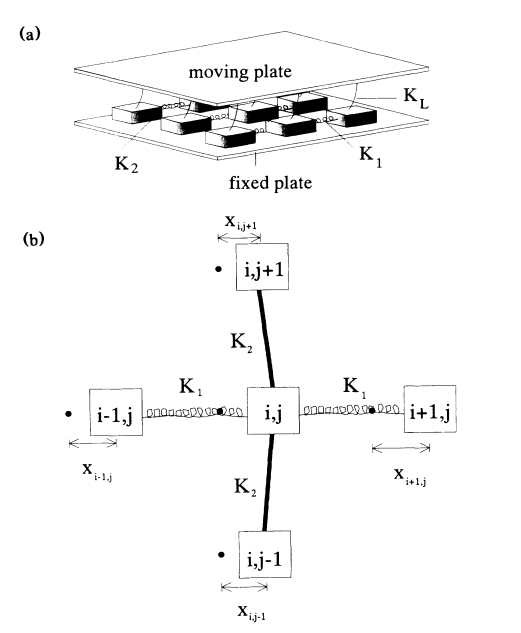 (a)
moving plate
K_L
K_2
K_1
fixed plate
(b)
x_{i,j+1}
i,j+1
K_2
K_1 K_1
i-1,j i,j i+1,j
x_{i-1,j} x_{i+1,j}
K_2
i,j-1
x_{i,j-1}